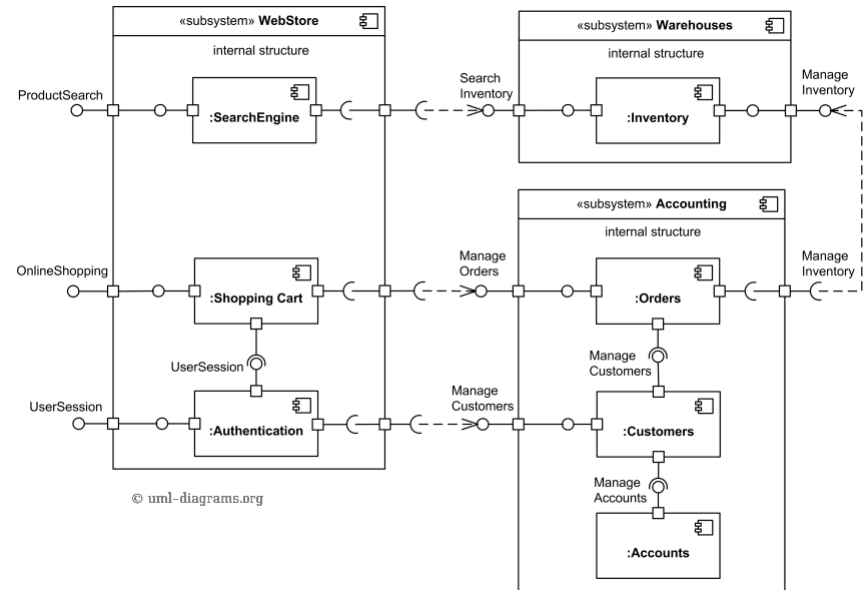 «subsystem» WebStore
internal structure
ProductSearch
:SearchEngine
Search
Inventory
«subsystem» Warehouses
internal structure
:Inventory
Manage
Inventory
OnlineShopping
:Shopping Cart
UserSession
UserSession
:Authentication
Manage
Orders
Manage
Customers
«subsystem» Accounting
internal structure
:Orders
Manage
Inventory
Manage
Customers
:Customers
Manage
Accounts
:Accounts
© uml-diagrams.org